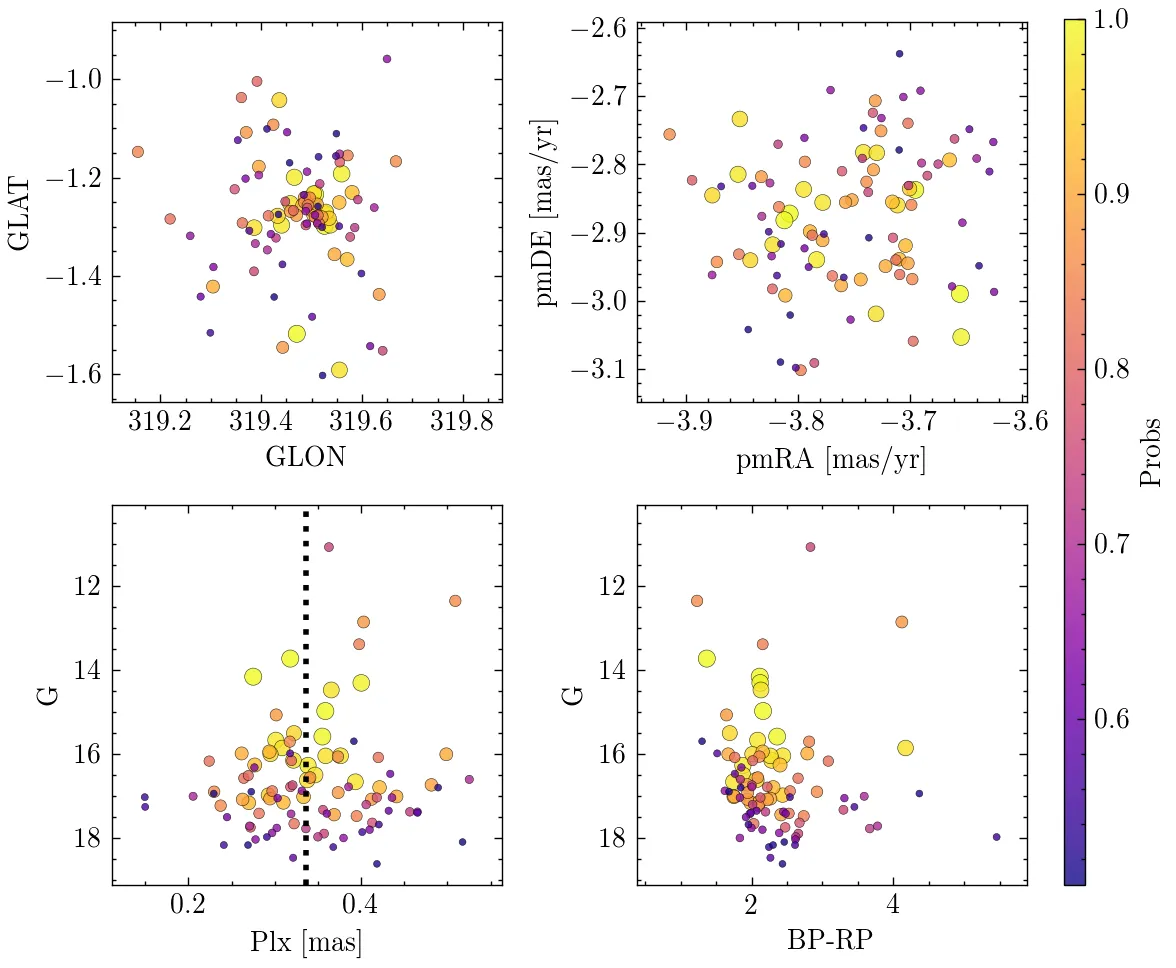 −1.0
−1.2
−1.4
−1.6
GLAT
319.2 319.4 319.6 319.8
GLON
−2.6
−2.7
−2.8
−2.9
−3.0
−3.1
pmDE [mas/yr]
−3.9 −3.8 −3.7 −3.6
pmRA [mas/yr]
1.0
0.9
0.8
0.7
0.6
Probs
12
14
16
18
G
0.2 0.4
Plx [mas]
12
14
16
18
G
2 4
BP-RP